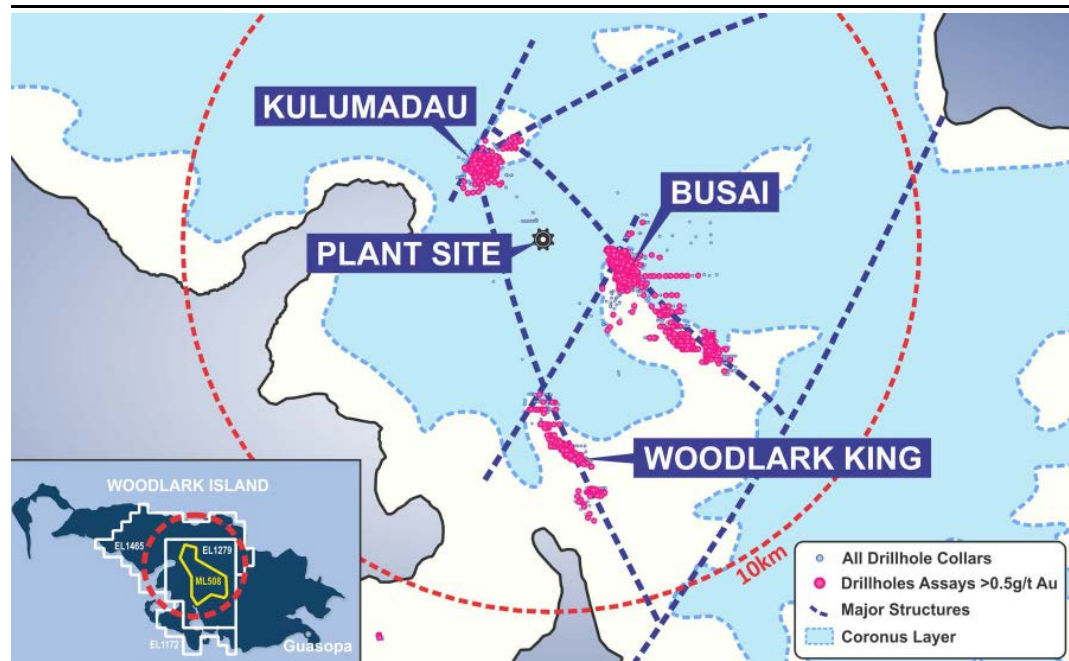 KULUMADAU
BUSAI
PLANT SITE
WOODLARK KING
10km
WOODLARK ISLAND
EL1465
EL1279
ML508
EL1172
Guasopa
All Drillhole Collars
Drillholes Assays >0.5g/t Au
Major Structures
Coronus Layer